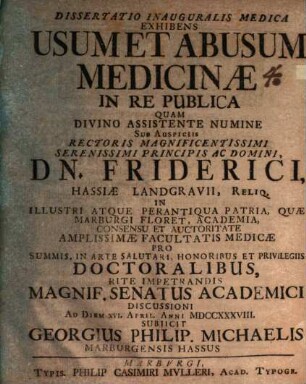 DISSERTATIO INAUGURALIS MEDICA
EXHIBENS
USUM ET ABUSUM
MEDICINÆ
IN RE PUBLICA
QUAM
DIVINO ASSISTENTE NUMINE
SUB AUSPICIIS
RECTORIS MAGNIFICENTISSIMI
SERENISSIMI PRINCIPIS AC DOMINI,
DN. FRIDERICI,
HASSIÆ LANDGRAVII, RELIQ.
IN
ILLUSTRI ATQUE PERANTIQUA PATRIA, QUÆ
MARBURGI FLORET, ACADEMIA,
CONSENSU ET AUCTORITATE
AMPLISSIMÆ FACULTATIS MEDICÆ
PRO
SUMMIS, IN ARTE SALUTARI, HONORIBUS ET PRIVILEGIIS
DOCTORALIBUS,
RITE IMPETRANDIS
MAGNIF. SENATUS ACADEMICI
DISCUSSIONI
AD DIEM XVI. APRIL. ANNI MDCCXXXVIII.
SUBJICIT
GEORGIUS PHILIP. MICHAELIS
MARBURGENSIS HASSUS
MARBURGI,
TYPIS. PHILIP CASIMIRI MVLLERI, ACAD. TYPOGR.